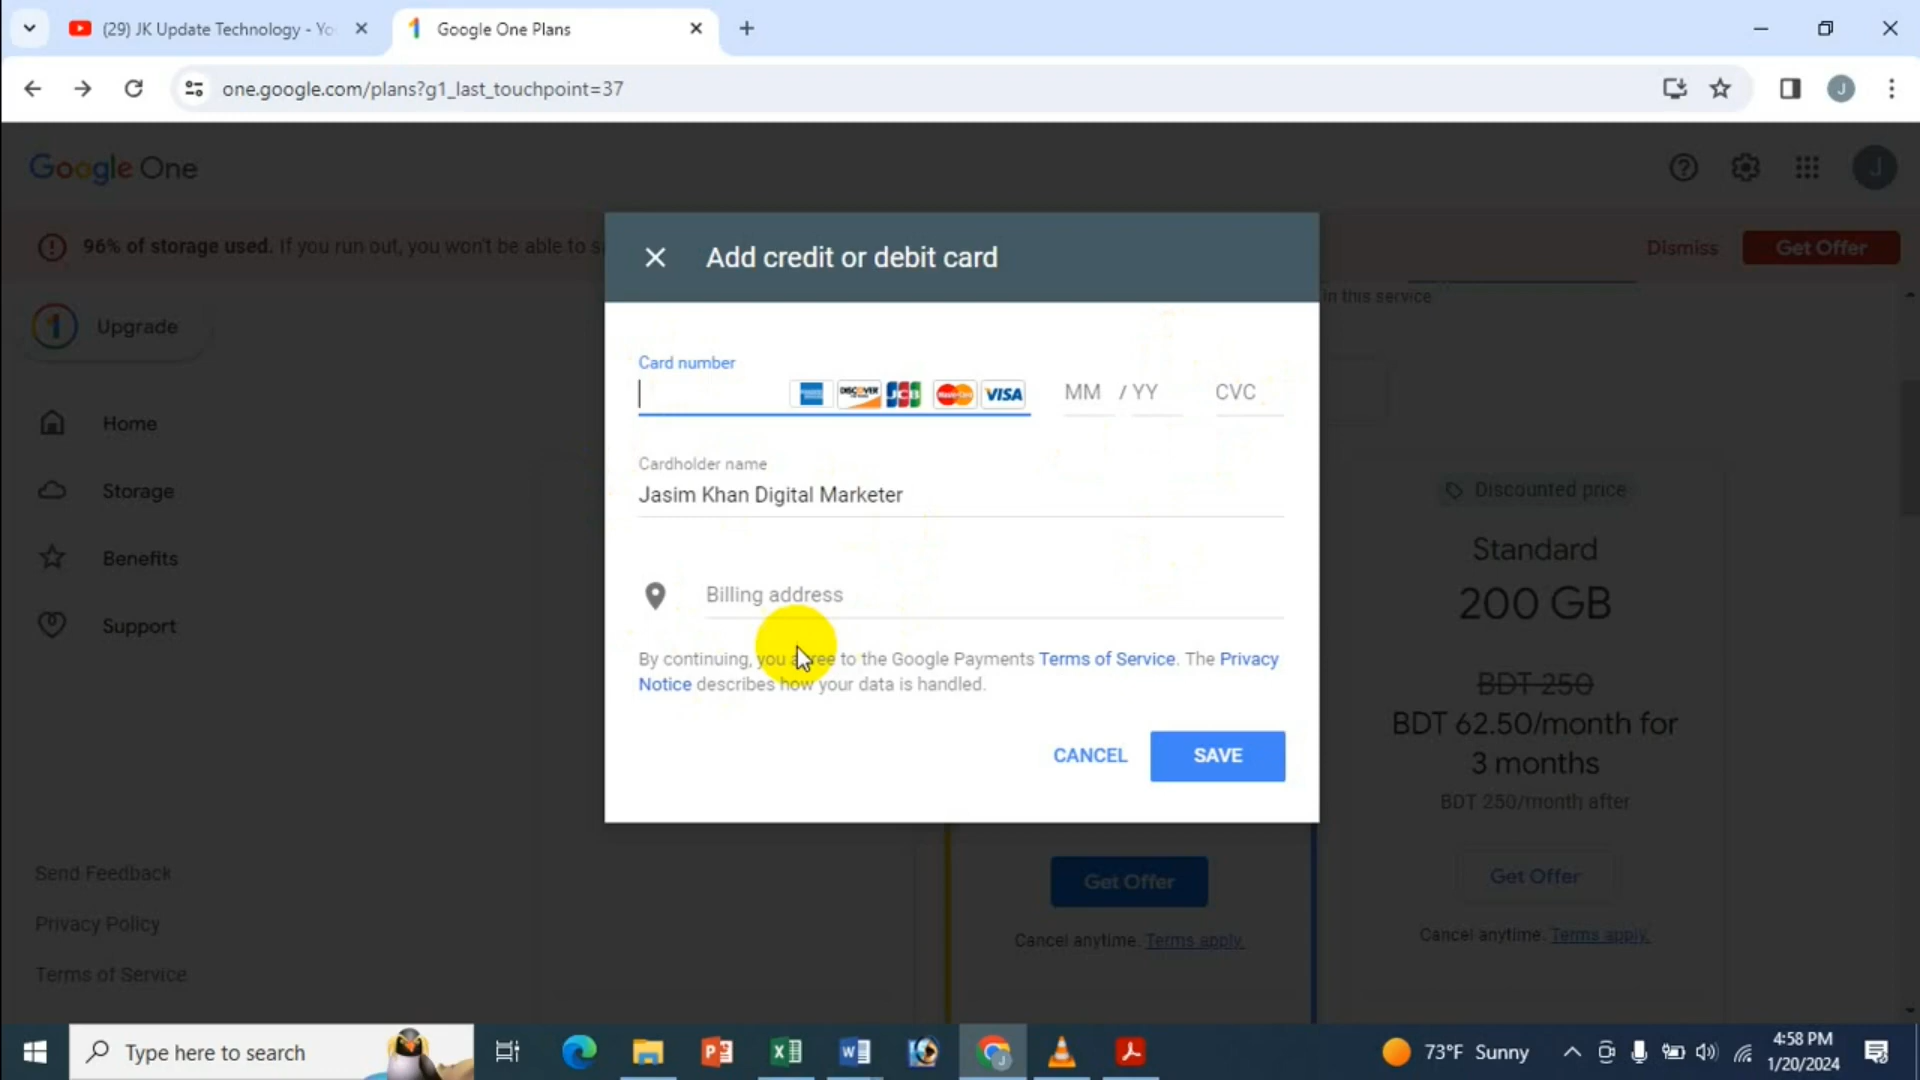 (29) JK Update Technology - Yo
Google One Plans
one.google.com/plans?g1_last_touchpoint=37
J
Google One
J
96% of storage used. If you run out, you won't be able to s
Dismiss
Get Offer
Add credit or debit card
in this service
Upgrade
Card number
DISCOVER
JCB
MasterCard
VISA
MM / YY
CVC
Home
Cardholder name
Jasim Khan Digital Marketer
Storage
Discounted price
Standard
200 GB
Benefits
Billing address
Support
By continuing, you agree to the Google Payments Terms of Service. The Privacy
Notice describes how your data is handled.
BDT 250
BDT 62.50/month for
3 months
BDT 250/month after
CANCEL
SAVE
Get Offer
Get Offer
Cancel anytime. Terms apply.
Cancel anytime. Terms apply.
Send Feedback
Privacy Policy
Terms of Service
Type here to search
73°F Sunny
4:58 PM
1/20/2024